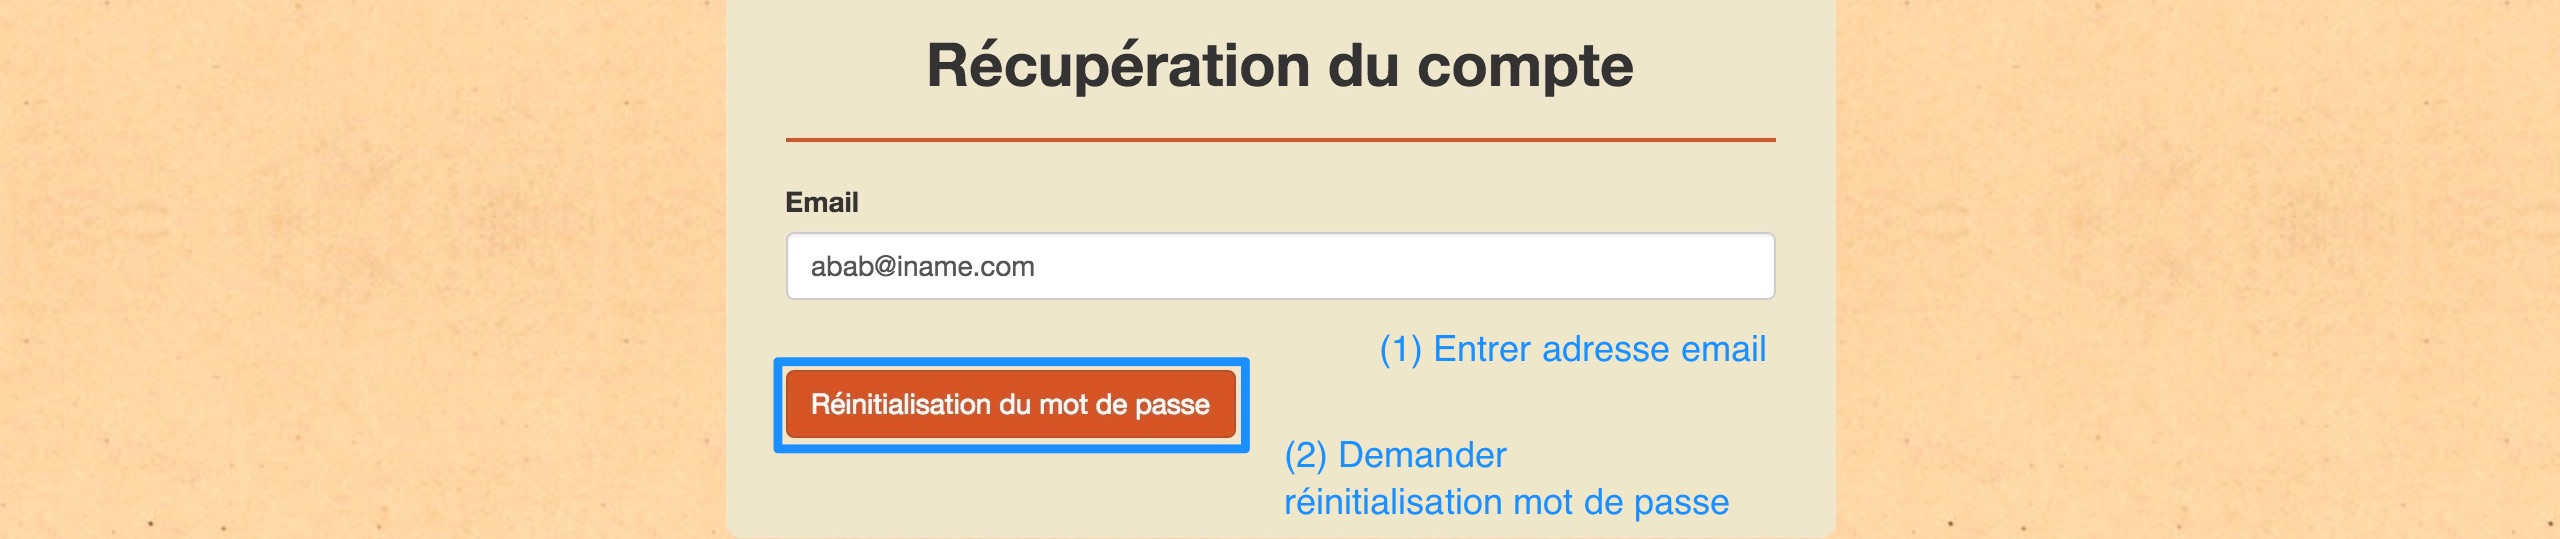 Récupération du compte
Email
abab@iname.com
(1) Entrer adresse email
Réinitialisation du mot de passe
(2) Demander
réinitialisation mot de passe